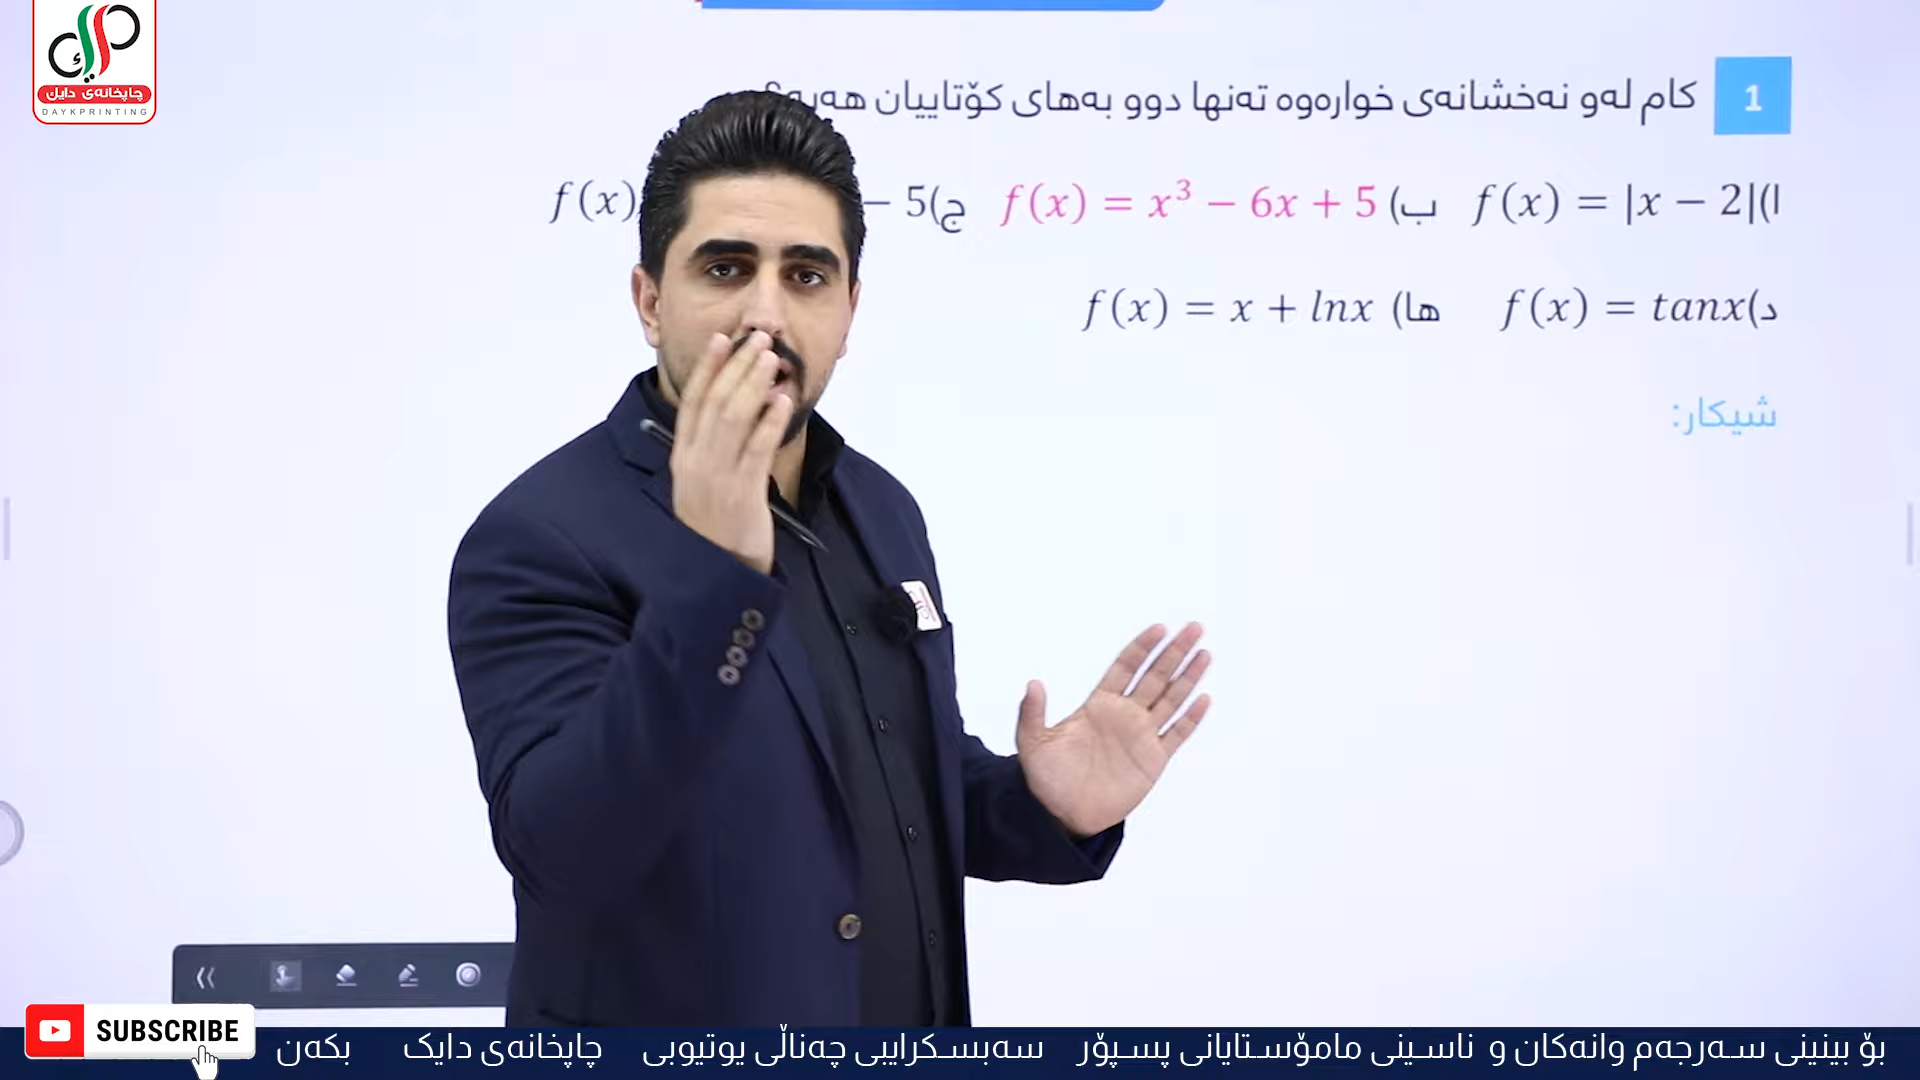 چاپخانەی دایك
DAYKPRINTING
1 کام لەو نەخشانەی خوارەوە تەنها دوو بەهای کۆتاییان هەیە؟
ا) f(x) = |x − 2| ب) f(x) = x³ − 6x + 5 ج) f(x) − 5
د) f(x) = tanx ها) f(x) = x + lnx
شیکار:
SUBSCRIBE
بۆ بینینی سەرجەم وانەکان و ناسینی مامۆستایانی پسپۆر سەبسکرایبی چەناڵی یوتیوبی چاپخانەی دایک بکەن